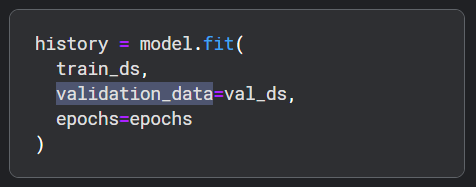 history = model.fit(
  train_ds,
  validation_data=val_ds,
  epochs=epochs
)